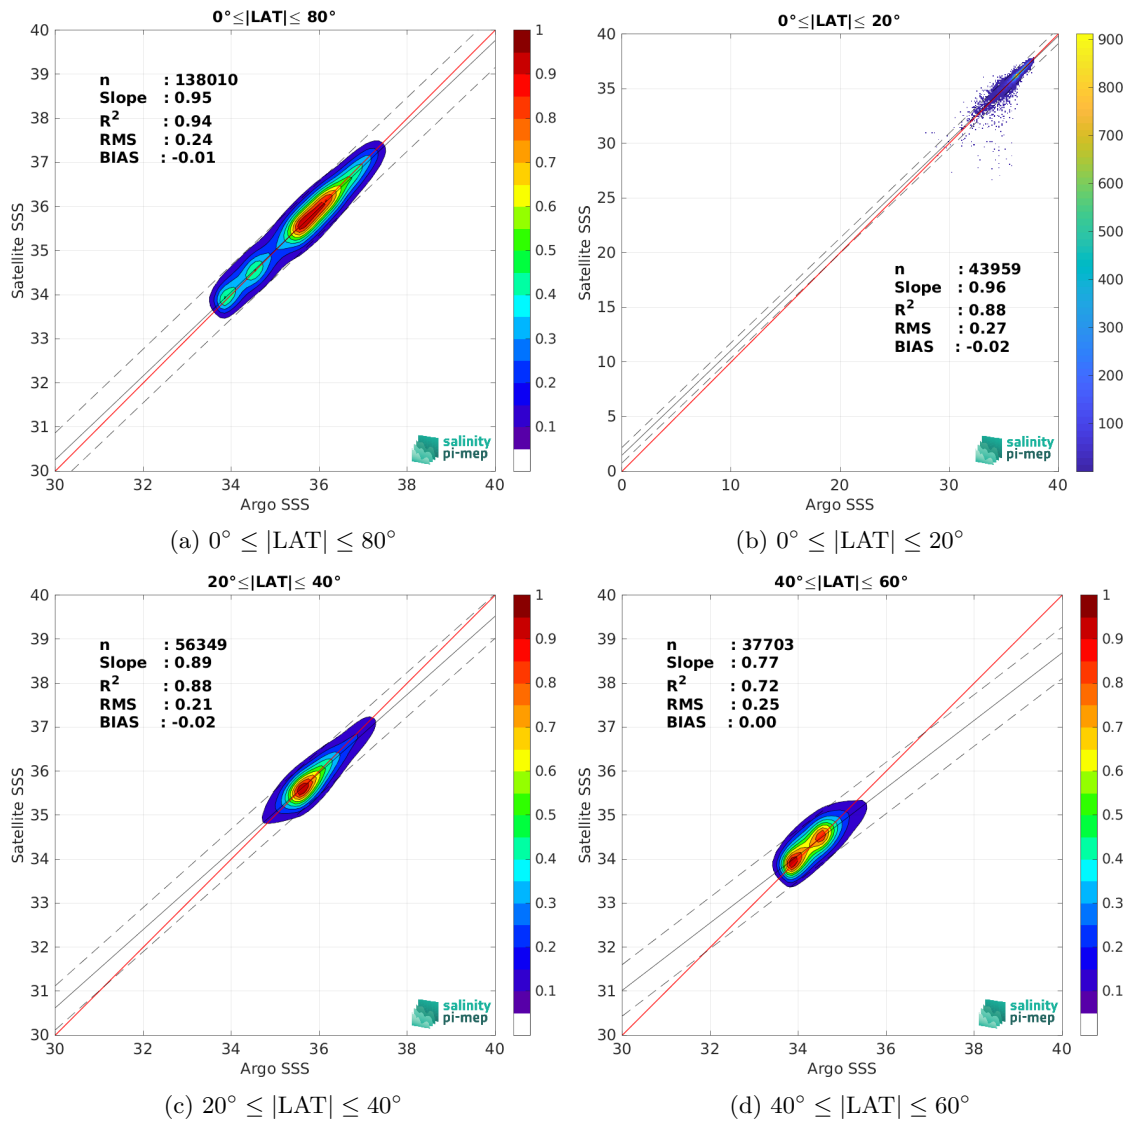 0°≤|LAT|≤ 80°
40
39
38
37
36
35
34
33
32
31
30
Satellite SSS
n : 138010
Slope : 0.95
R2 : 0.94
RMS : 0.24
BIAS : -0.01
salinity
pi-mep
30 32 34 36 38 40
Argo SSS
1
0.9
0.8
0.7
0.6
0.5
0.4
0.3
0.2
0.1
(a) 0° ≤ |LAT| ≤ 80°
0°≤|LAT|≤ 20°
40
35
30
25
20
15
10
5
0
Satellite SSS
n : 43959
Slope : 0.96
R2 : 0.88
RMS : 0.27
BIAS : -0.02
salinity
pi-mep
0 10 20 30 40
Argo SSS
900
800
700
600
500
400
300
200
100
(b) 0° ≤ |LAT| ≤ 20°
20°≤|LAT|≤ 40°
40
39
38
37
36
35
34
33
32
31
30
Satellite SSS
n : 56349
Slope : 0.89
R2 : 0.88
RMS : 0.21
BIAS : -0.02
salinity
pi-mep
30 32 34 36 38 40
Argo SSS
1
0.9
0.8
0.7
0.6
0.5
0.4
0.3
0.2
0.1
(c) 20° ≤ |LAT| ≤ 40°
40°≤|LAT|≤ 60°
40
39
38
37
36
35
34
33
32
31
30
Satellite SSS
n : 37703
Slope : 0.77
R2 : 0.72
RMS : 0.25
BIAS : 0.00
salinity
pi-mep
30 32 34 36 38 40
Argo SSS
1
0.9
0.8
0.7
0.6
0.5
0.4
0.3
0.2
0.1
(d) 40° ≤ |LAT| ≤ 60°